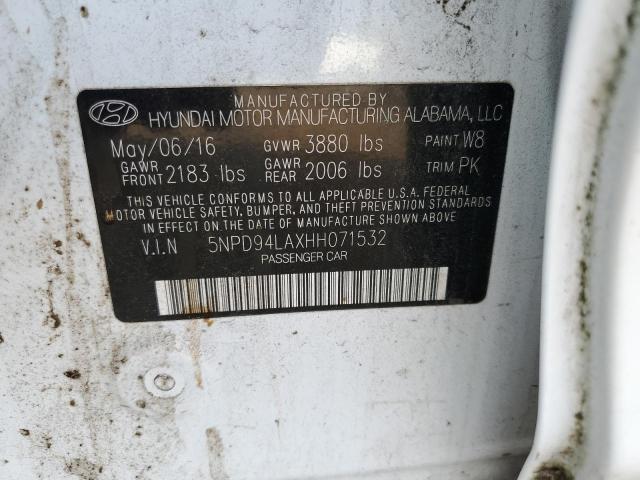 MANUFACTURED BY
HYUNDAI MOTOR MANUFACTURING ALABAMA, LLC
May/06/16 GVWR 3880 lbs PAINT W8
GAWR FRONT 2183 lbs GAWR REAR 2006 lbs TRIM PK
THIS VEHICLE CONFORMS TO ALL APPLICABLE U.S.A. FEDERAL
MOTOR VEHICLE SAFETY, BUMPER, AND THEFT PREVENTION STANDARDS
IN EFFECT ON THE DATE OF MANUFACTURE SHOWN ABOVE.
V.I.N 5NPD94LAXHH071532
PASSENGER CAR